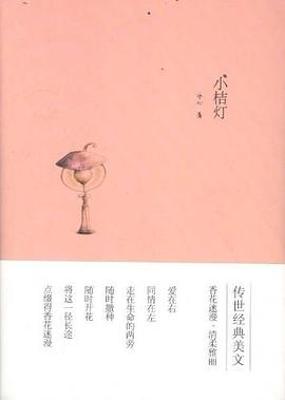 小桔灯
冰心 著
传世经典美文
香花迷漫·清柔雅丽
爱在右
同情在左
走在生命的两旁
随时撒种
随时开花
将这一径长途
点缀得香花迷漫